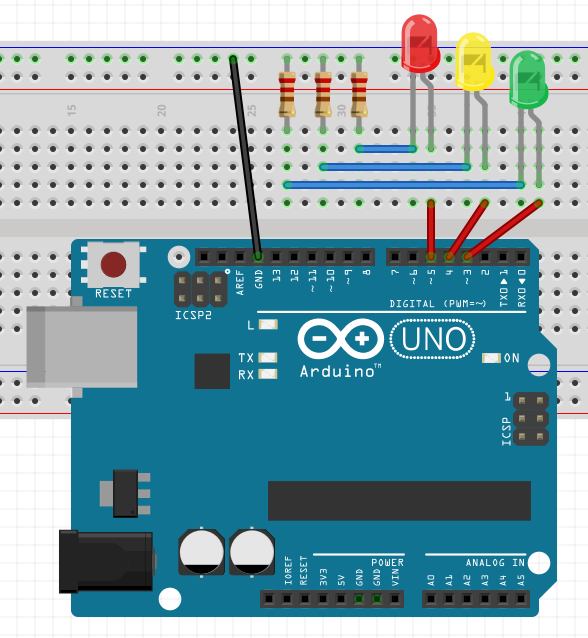 15
20
25
30
RESET
ICSP2
AREF
GND
13
12
~11
~10
~9
8
7
~6
~5
4
~3
2
TX0▶1
RX0◀0
DIGITAL (PWM=~)
L
TX
RX
UNO
Arduino™
ON
1
ICSP
POWER
ANALOG IN
IOREF
RESET
3V3
5V
GND
GND
VIN
A0
A1
A2
A3
A4
A5